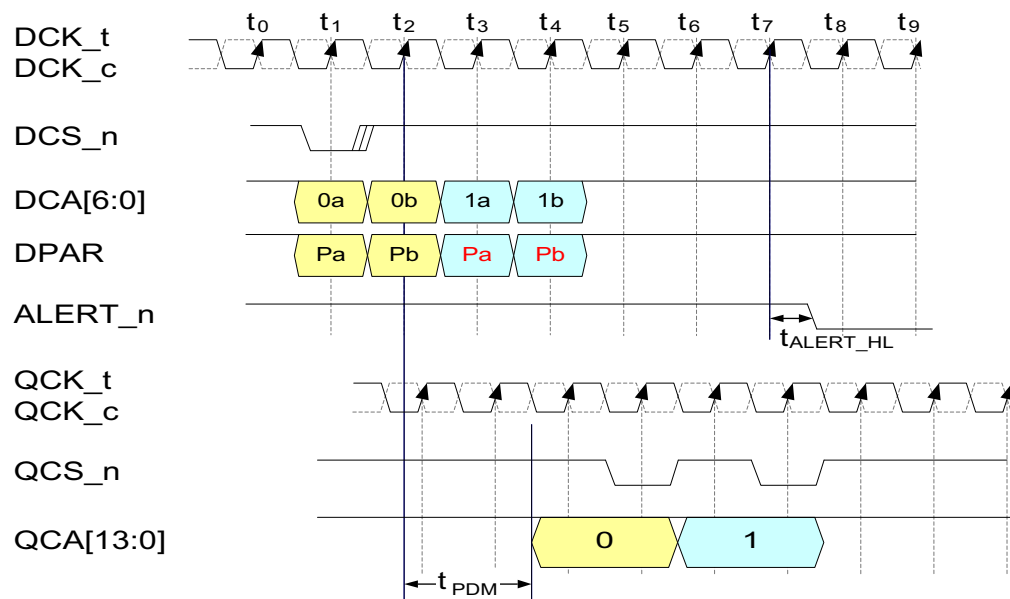 t0 t1 t2 t3 t4 t5 t6 t7 t8 t9
DCK_t
DCK_c
DCS_n
DCA[6:0] 0a 0b 1a 1b
DPAR Pa Pb Pa Pb
ALERT_n
tALERT_HL
QCK_t
QCK_c
QCS_n
QCA[13:0] 0 1
tPDM